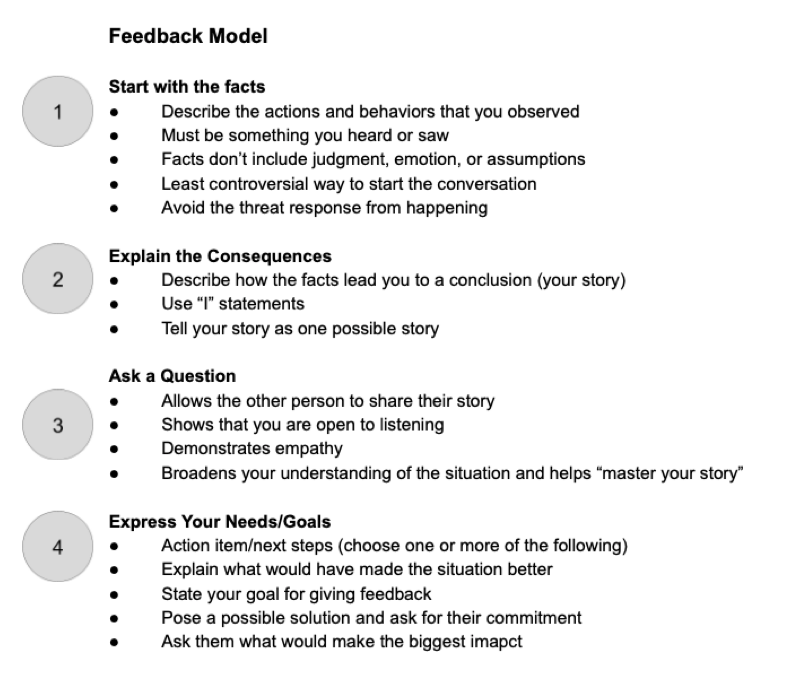 Feedback Model
1
Start with the facts
● Describe the actions and behaviors that you observed
● Must be something you heard or saw
● Facts don’t include judgment, emotion, or assumptions
● Least controversial way to start the conversation
● Avoid the threat response from happening
2
Explain the Consequences
● Describe how the facts lead you to a conclusion (your story)
● Use “I” statements
● Tell your story as one possible story
3
Ask a Question
● Allows the other person to share their story
● Shows that you are open to listening
● Demonstrates empathy
● Broadens your understanding of the situation and helps “master your story”
4
Express Your Needs/Goals
● Action item/next steps (choose one or more of the following)
● Explain what would have made the situation better
● State your goal for giving feedback
● Pose a possible solution and ask for their commitment
● Ask them what would make the biggest imapct